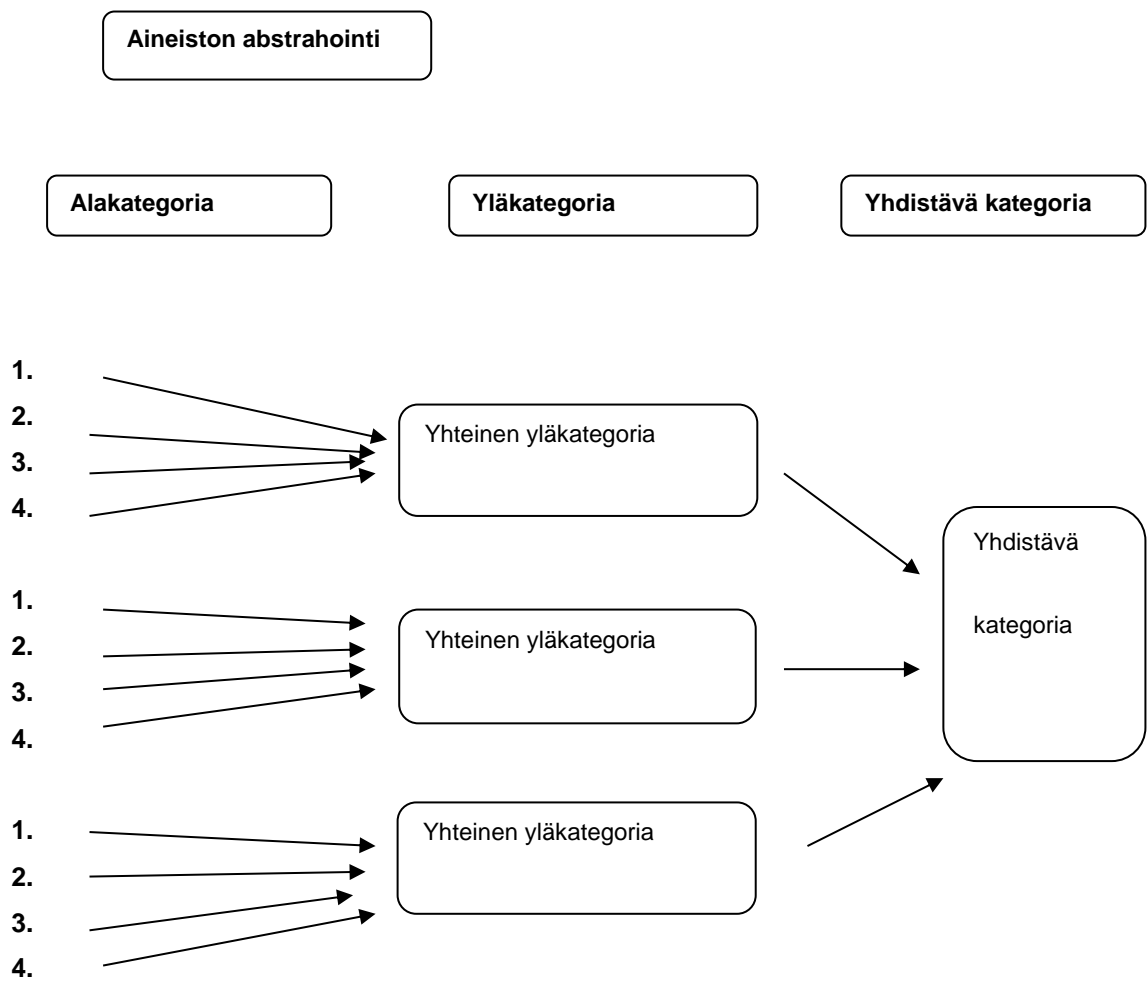 Aineiston abstrahointi
Alakategoria
Yläkategoria
Yhdistävä kategoria
1.
2.
3.
4.
Yhteinen yläkategoria
1.
2.
3.
4.
Yhteinen yläkategoria
1.
2.
3.
4.
Yhteinen yläkategoria
Yhdistävä
kategoria